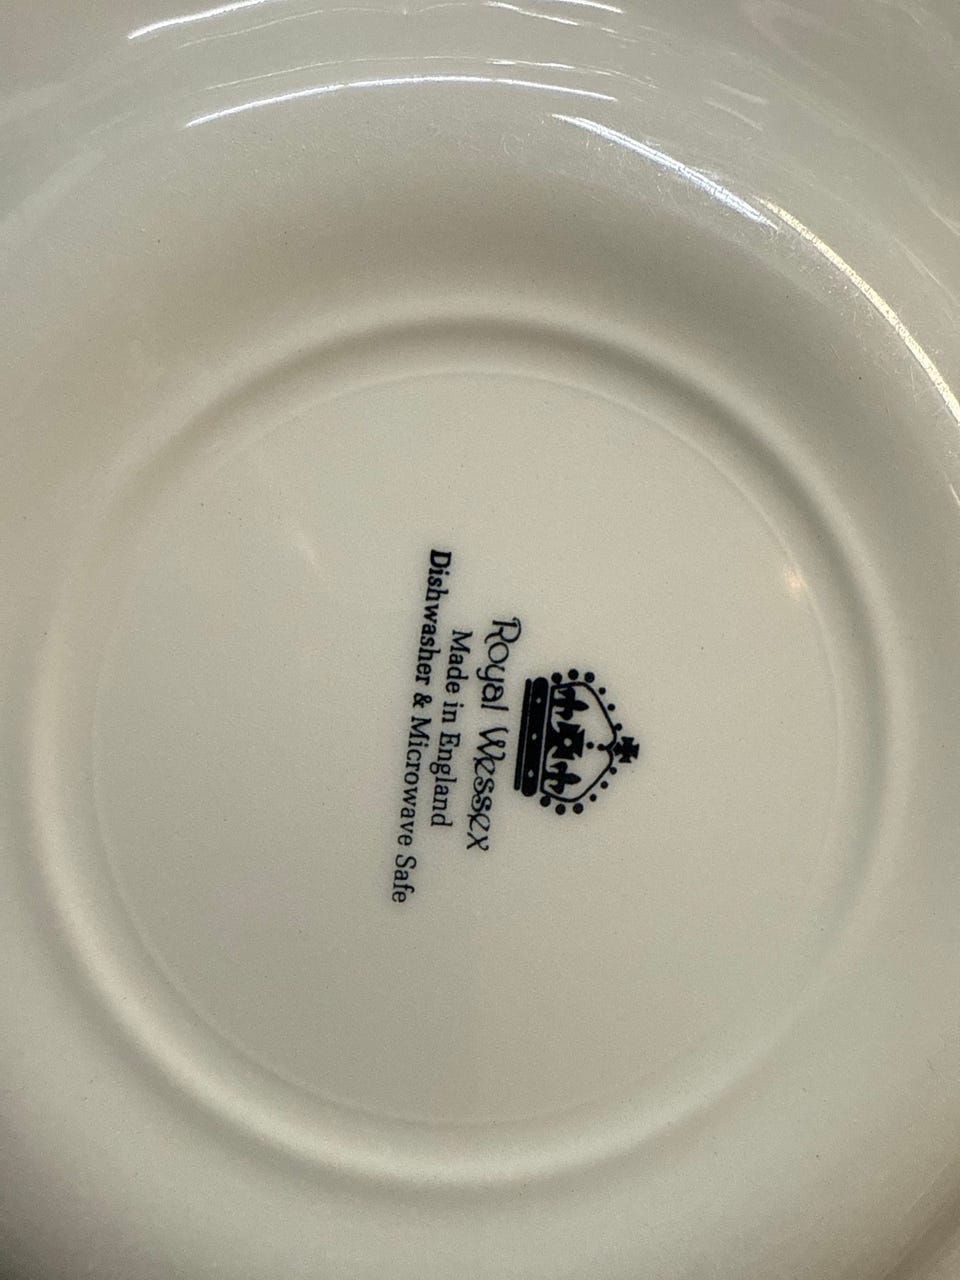 Royal Wessex
Made in England
Dishwasher & Microwave Safe